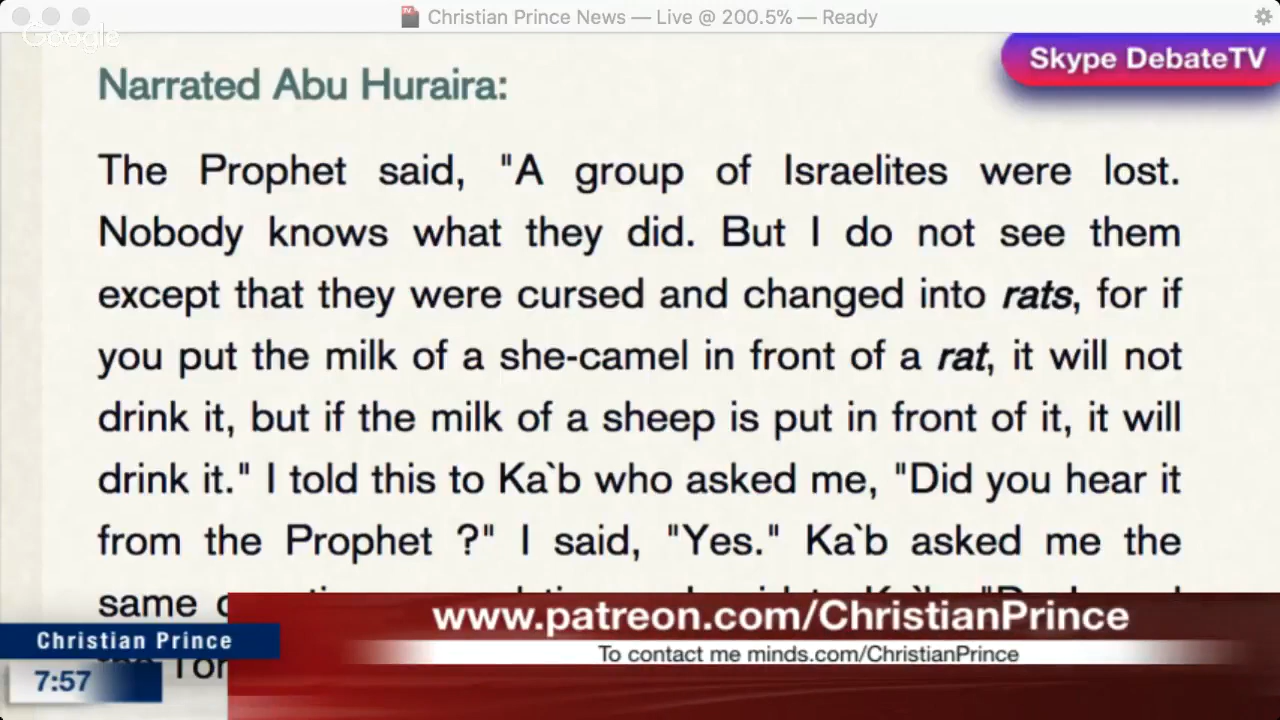 Christian Prince News — Live @ 200.5% — Ready
Google
Skype DebateTV
Narrated Abu Huraira:
The Prophet said, "A group of Israelites were lost.
Nobody knows what they did. But I do not see them
except that they were cursed and changed into rats, for if
you put the milk of a she-camel in front of a rat, it will not
drink it, but if the milk of a sheep is put in front of it, it will
drink it." I told this to Ka`b who asked me, "Did you hear it
from the Prophet ?" I said, "Yes." Ka`b asked me the
same
www.patreon.com/ChristianPrince
To contact me minds.com/ChristianPrince
Christian Prince
7:57